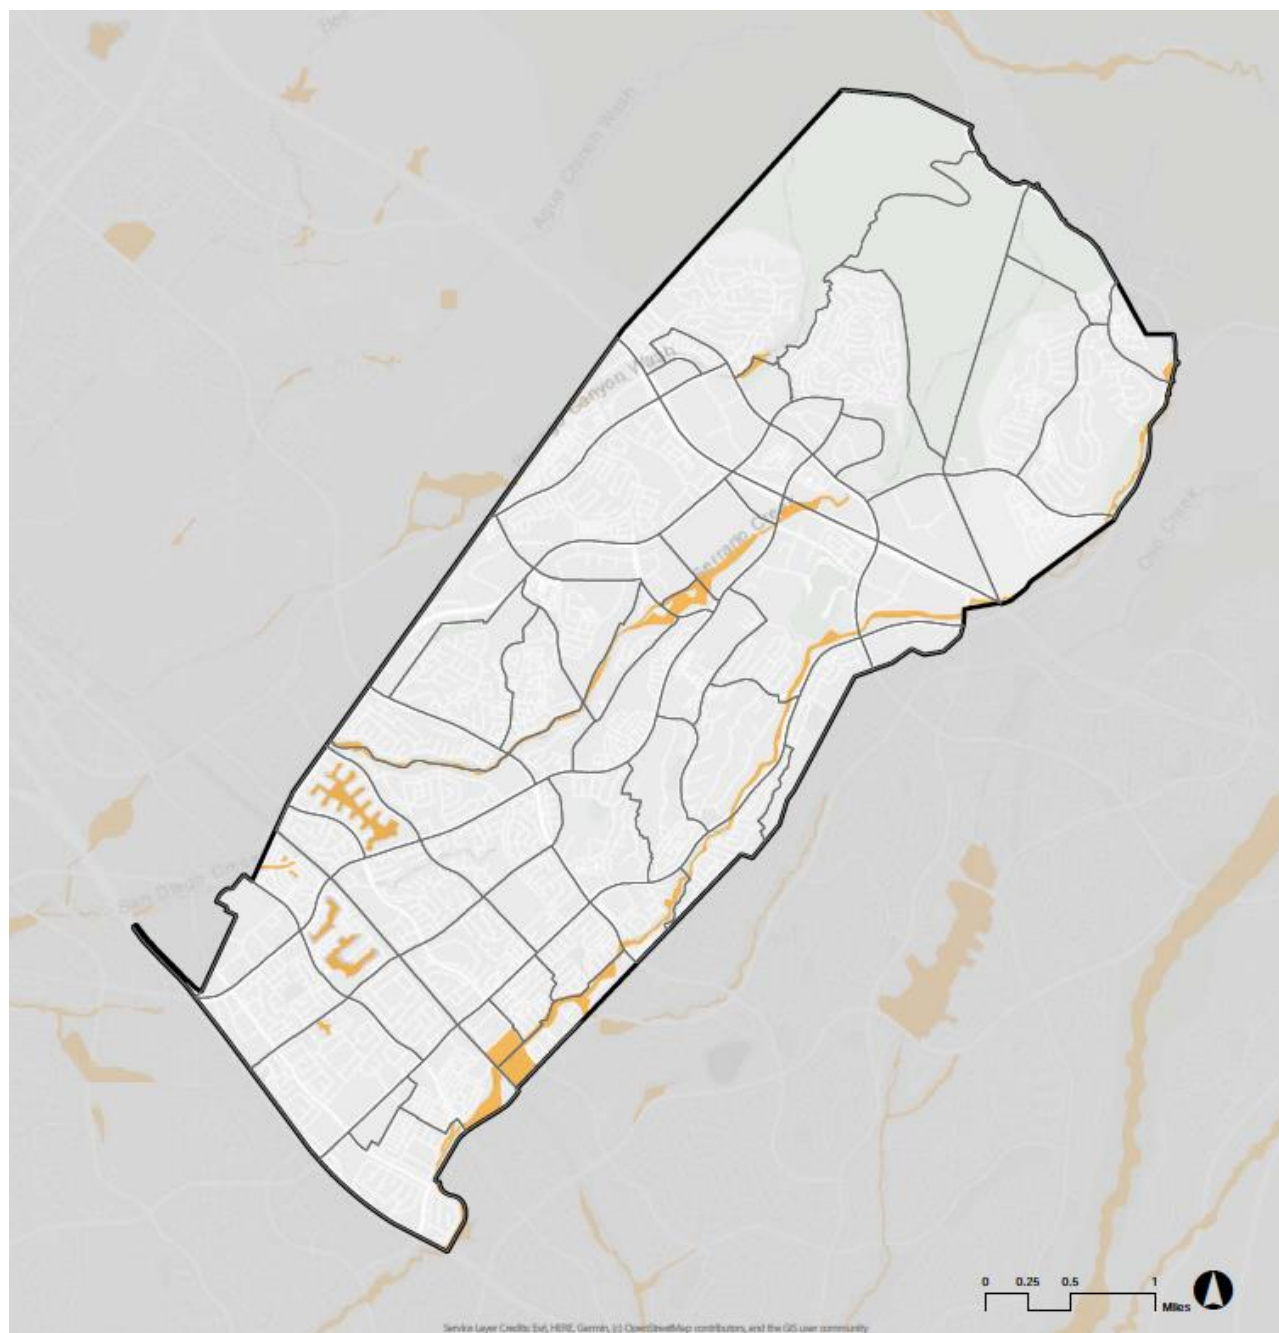 Agua Chinon Wash
Canyon Wash
Serrano Creek
Oso Creek
San Diego Creek
0 0.25 0.5 1
Miles
Service Layer Credits: Esri, HERE, Garmin, (c) OpenStreetMap contributors, and the GIS user community